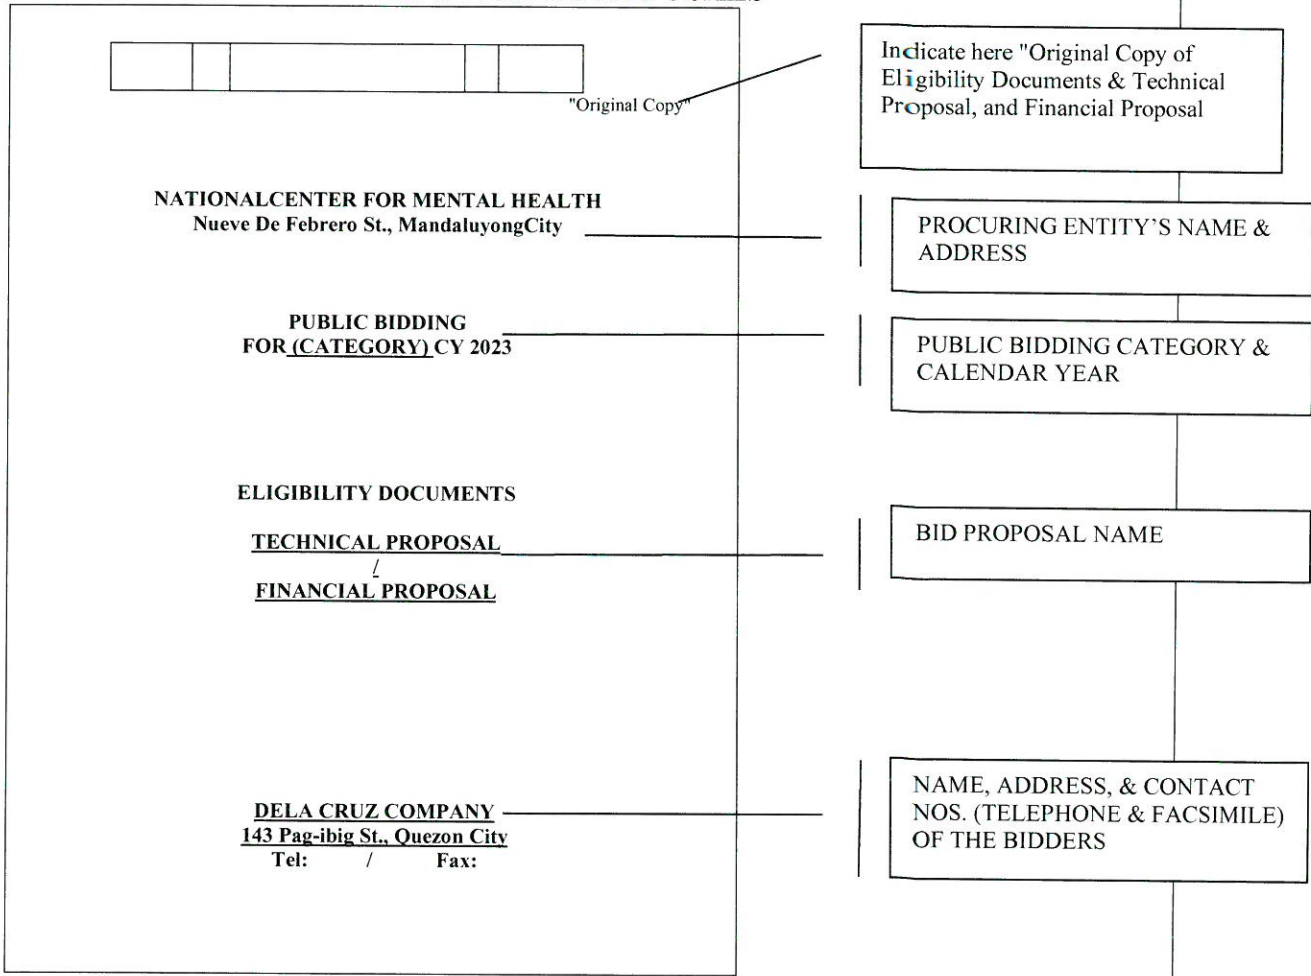 "Original Copy"
Indicate here "Original Copy of
Eligibility Documents & Technical
Proposal, and Financial Proposal
NATIONALCENTER FOR MENTAL HEALTH
Nueve De Febrero St., MandaluyongCity
PROCURING ENTITY'S NAME &
ADDRESS
PUBLIC BIDDING
FOR (CATEGORY) CY 2023
PUBLIC BIDDING CATEGORY &
CALENDAR YEAR
ELIGIBILITY DOCUMENTS
TECHNICAL PROPOSAL
/
FINANCIAL PROPOSAL
BID PROPOSAL NAME
DELA CRUZ COMPANY
143 Pag-ibig St., Quezon City
Tel: / Fax:
NAME, ADDRESS, & CONTACT
NOS. (TELEPHONE & FACSIMILE)
OF THE BIDDERS